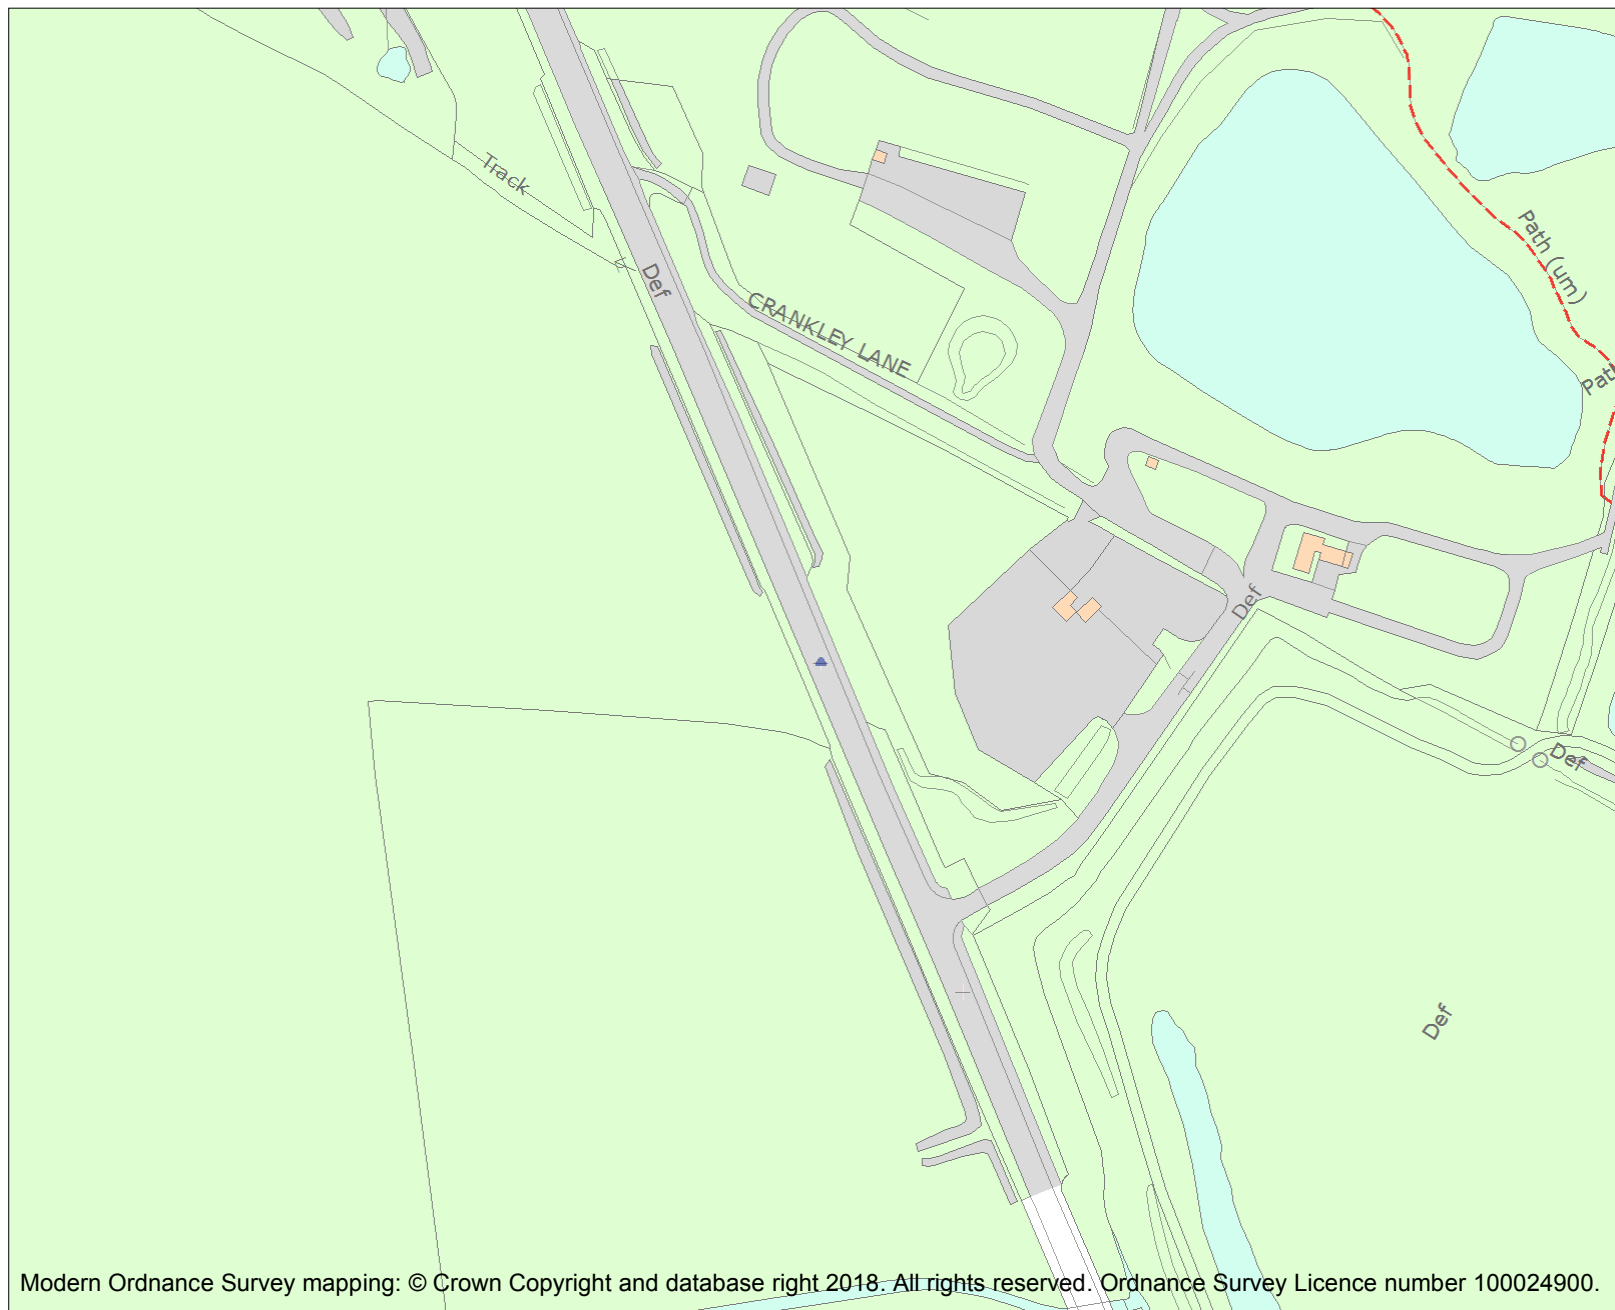 Track
Path (um)
Def
CRANKLEY LANE
Def
Def
Def
Modern Ordnance Survey mapping: © Crown Copyright and database right 2018. All rights reserved. Ordnance Survey Licence number 100024900.